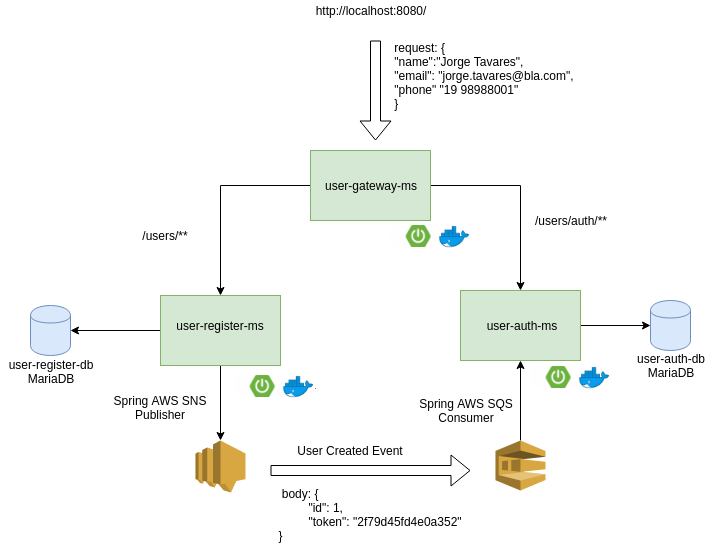 http://localhost:8080/
request: {
"name":"Jorge Tavares",
"email": "jorge.tavares@bla.com",
"phone" "19 98988001"
}
user-gateway-ms
/users/**
/users/auth/**
user-register-ms
user-auth-ms
user-register-db
MariaDB
user-auth-db
MariaDB
Spring AWS SNS
Publisher
Spring AWS SQS
Consumer
User Created Event
body: {
"id": 1,
"token": "2f79d45fd4e0a352"
}